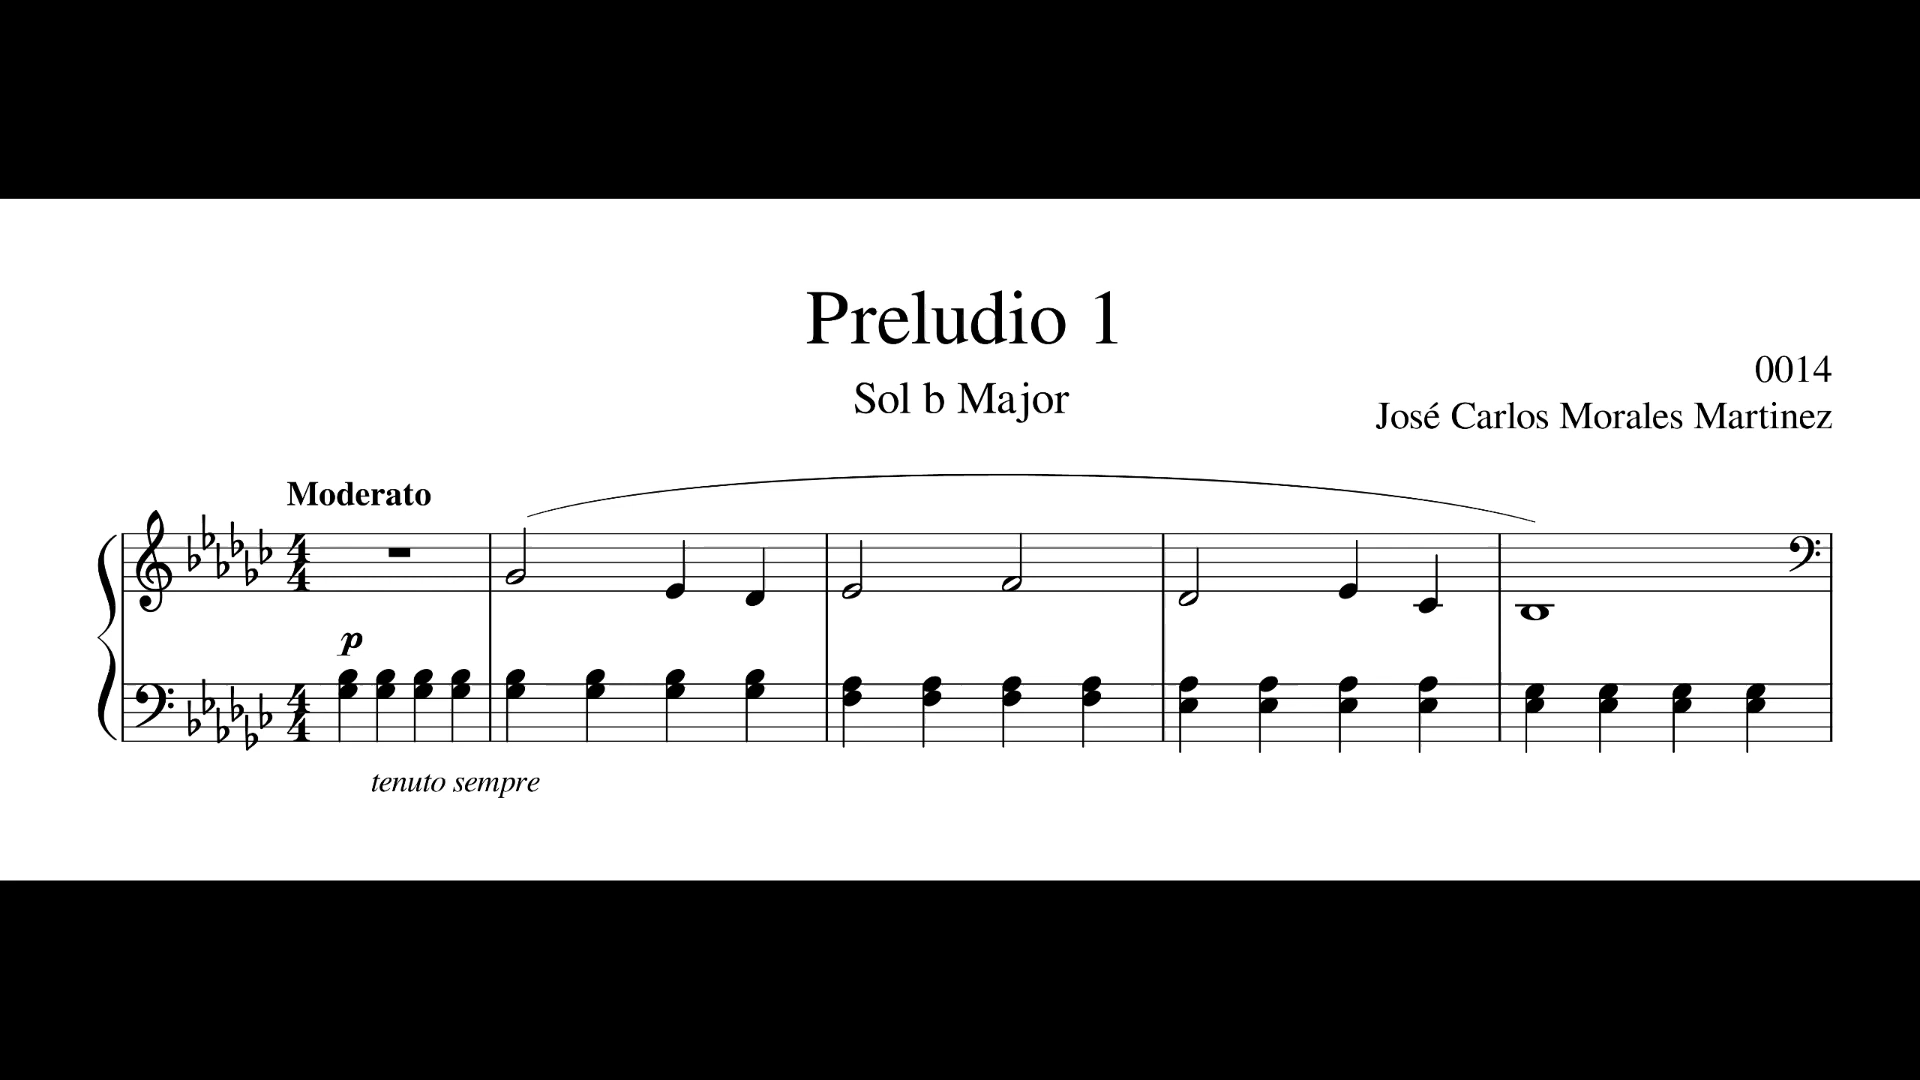 Preludio 1
Sol b Major
0014
José Carlos Morales Martinez
Moderato
p
tenuto sempre